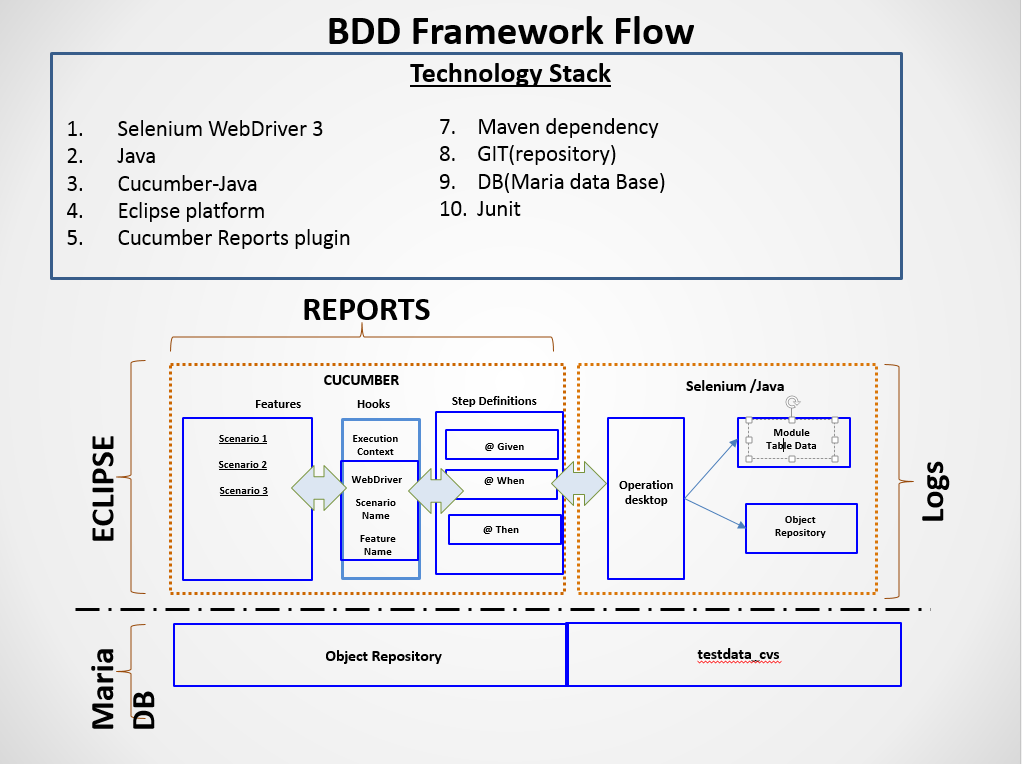 BDD Framework Flow
Technology Stack
1. Selenium WebDriver 3
2. Java
3. Cucumber-Java
4. Eclipse platform
5. Cucumber Reports plugin
7. Maven dependency
8. GIT(repository)
9. DB(Maria data Base)
10. Junit
REPORTS
ECLIPSE
CUCUMBER
Features
Hooks
Step Definitions
Scenario 1
Scenario 2
Scenario 3
Execution
Context
WebDriver
Scenario
Name
Feature
Name
@ Given
@ When
@ Then
Selenium /Java
Operation
desktop
Module
Table Data
Object
Repository
Logs
Maria
DB
Object Repository
testdata_cvs